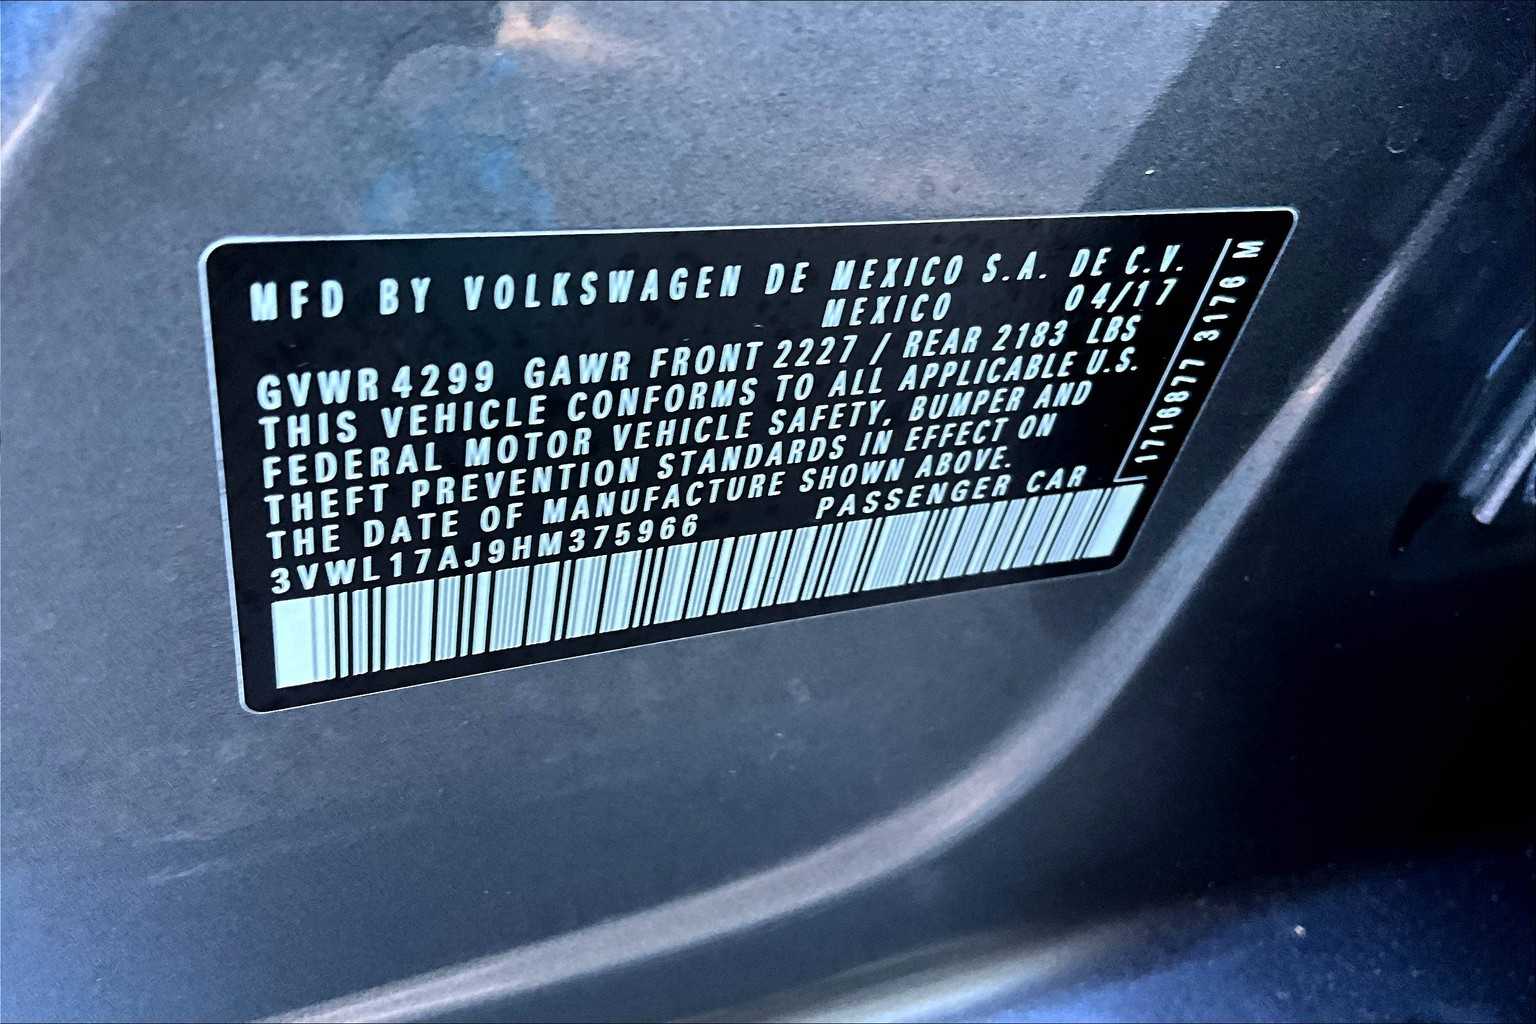 MFD BY VOLKSWAGEN DE MEXICO S.A. DE C.V.
MEXICO 04/17
GVWR 4299 GAWR FRONT 2227 / REAR 2183 LBS
THIS VEHICLE CONFORMS TO ALL APPLICABLE U.S.
FEDERAL MOTOR VEHICLE SAFETY, BUMPER AND
THEFT PREVENTION STANDARDS IN EFFECT ON
THE DATE OF MANUFACTURE SHOWN ABOVE.
3VWL17AJ9HM375966 PASSENGER CAR
1716877 3176 M